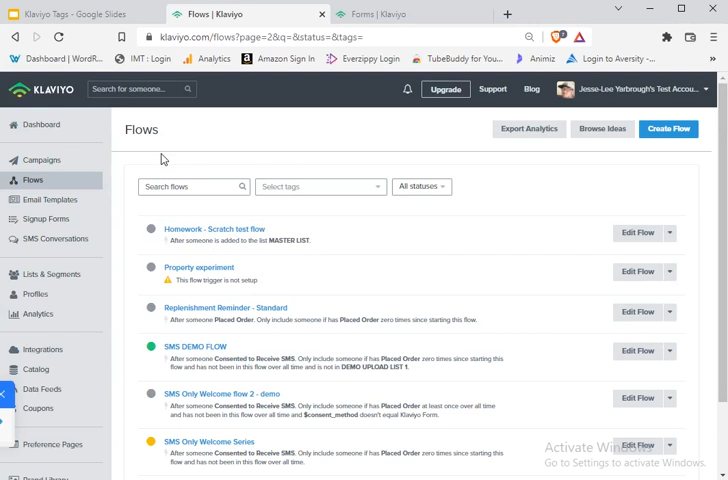 Klaviyo Tags - Google Slides
Flows | Klaviyo
Forms | Klaviyo
klaviyo.com/flows?page=2&q=&status=&tags=
7
Dashboard | WordR...
IMT : Login
Analytics
Amazon Sign In
Everzippy Login
TubeBuddy for You...
Animiz
Login to Aversity -...
KLAVIYO
Search for someone...
Upgrade
Support
Blog
Jesse-Lee Yarbrough's Test Accou...
Dashboard
Campaigns
Flows
Email Templates
Signup Forms
SMS Conversations
Lists & Segments
Profiles
Analytics
Integrations
Catalog
Data Feeds
Coupons
Preference Pages
Brand Library
Flows
Export Analytics
Browse Ideas
Create Flow
Search flows
Select tags
All statuses
Homework - Scratch test flow
After someone is added to the list MASTER LIST.
Edit Flow
Property experiment
This flow trigger is not setup
Edit Flow
Replenishment Reminder - Standard
After someone Placed Order. Only include someone if has Placed Order zero times since starting this flow.
Edit Flow
SMS DEMO FLOW
After someone Consented to Receive SMS. Only include someone if has Placed Order zero times since starting this
flow and has not been in this flow over all time and is not in DEMO UPLOAD LIST 1.
Edit Flow
SMS Only Welcome flow 2 - demo
After someone Consented to Receive SMS. Only include someone if has Placed Order at least once over all time
and has not been in this flow over all time and $consent_method doesn't equal Klaviyo Form.
Edit Flow
SMS Only Welcome Series
After someone Consented to Receive SMS. Only include someone if has Placed Order zero times since starting this
flow and has not been in this flow over all time.
Edit Flow
Activate Windows
Go to Settings to activate Windows.